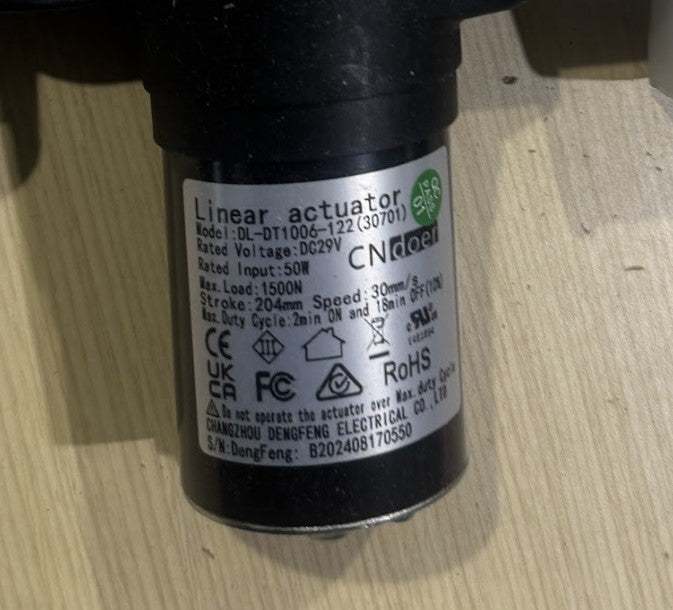 Linear actuator
Model:DL-DT1006-122(30701)
Rated Voltage:DC29V
CNdoer
Rated Input:50W
Max.Load:1500N
Stroke:204mm Speed:30mm/s
Max.Duty Cycle:2min ON and 18min OFF(10%)
CE
UK
CA
FC
RoHS
Do not operate the actuator over Max.duty Cycle
CHANGZHOU DENGFENG ELECTRICAL CO.,LTD
S/N:DengFeng: B202408170550